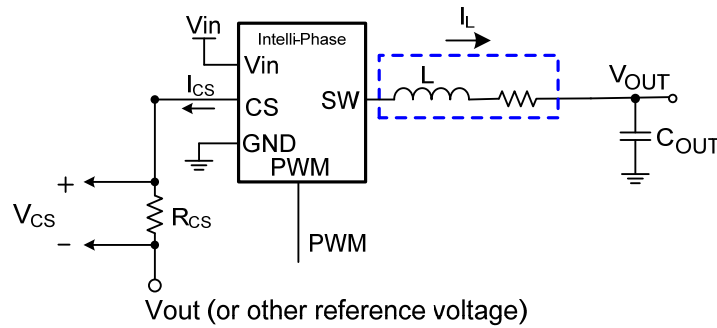 Vin
Intelli-Phase
I_L
Vin
L
V_OUT
I_CS
CS
SW
GND
C_OUT
PWM
+
V_CS
R_CS
–
PWM
Vout (or other reference voltage)